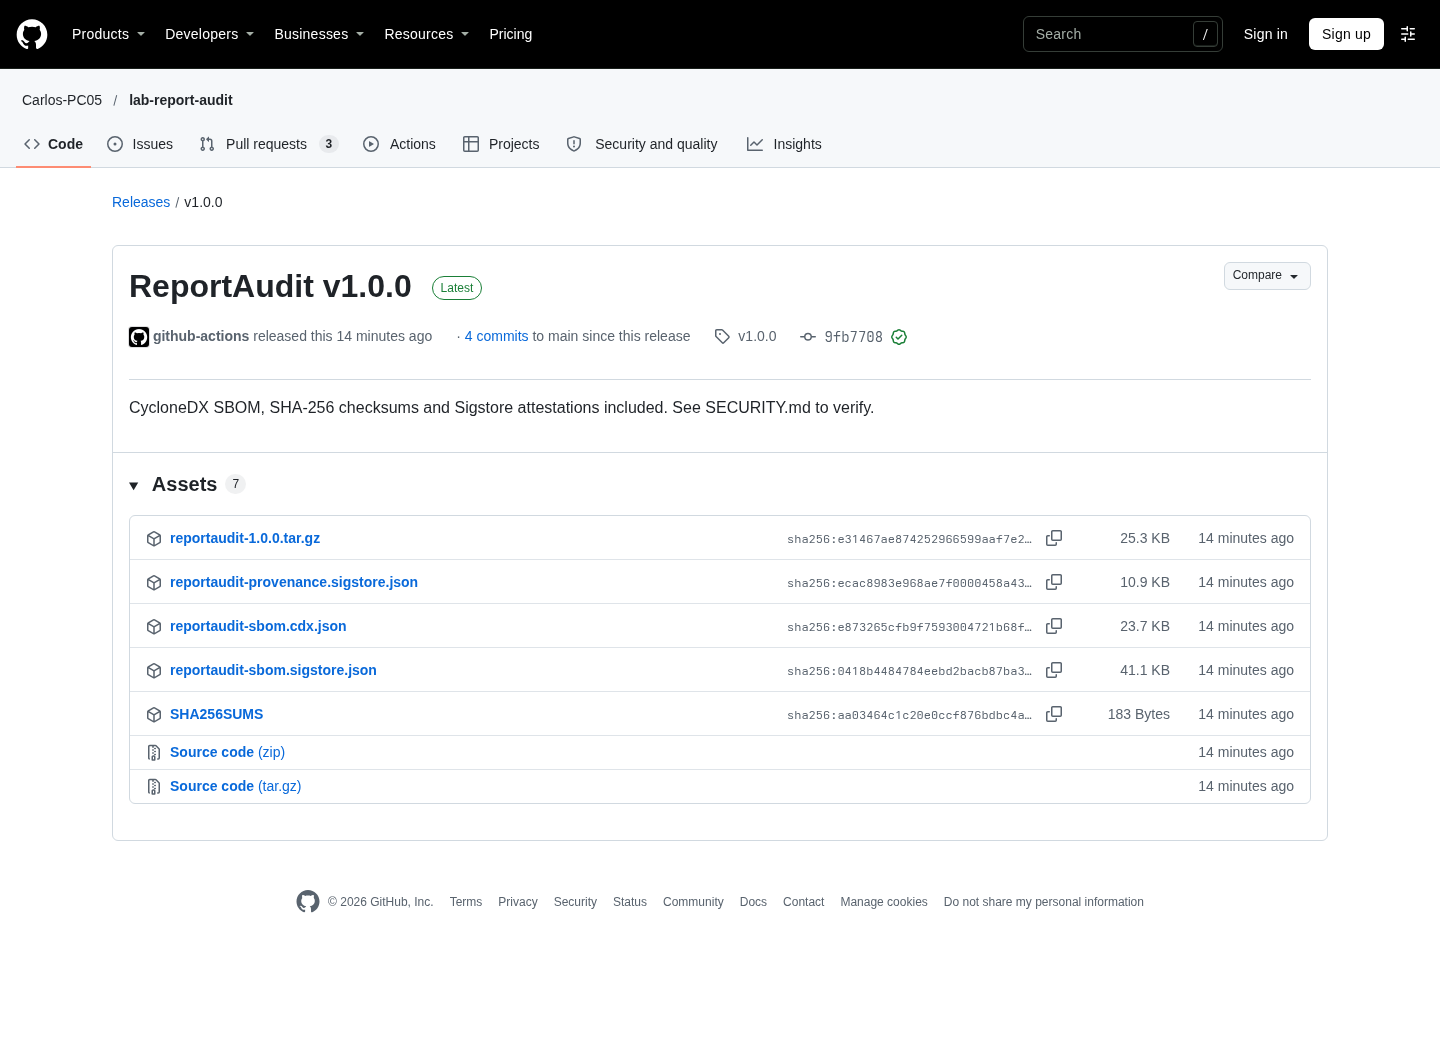 Products Developers Businesses Resources Pricing Search / Sign in Sign up
Carlos-PC05 / lab-report-audit
Code Issues Pull requests 3 Actions Projects Security and quality Insights
Releases / v1.0.0
ReportAudit v1.0.0 Latest Compare
github-actions released this 14 minutes ago · 4 commits to main since this release v1.0.0 9fb7708
CycloneDX SBOM, SHA-256 checksums and Sigstore attestations included. See SECURITY.md to verify.
Assets 7
reportaudit-1.0.0.tar.gz sha256:e31467ae874252966599aaf7e2… 25.3 KB 14 minutes ago
reportaudit-provenance.sigstore.json sha256:ecac8983e968ae7f0000458a43… 10.9 KB 14 minutes ago
reportaudit-sbom.cdx.json sha256:e873265cfb9f7593004721b68f… 23.7 KB 14 minutes ago
reportaudit-sbom.sigstore.json sha256:0418b4484784eebd2bacb87ba3… 41.1 KB 14 minutes ago
SHA256SUMS sha256:aa03464c1c20e0ccf876bdbc4a… 183 Bytes 14 minutes ago
Source code (zip) 14 minutes ago
Source code (tar.gz) 14 minutes ago
© 2026 GitHub, Inc. Terms Privacy Security Status Community Docs Contact Manage cookies Do not share my personal information